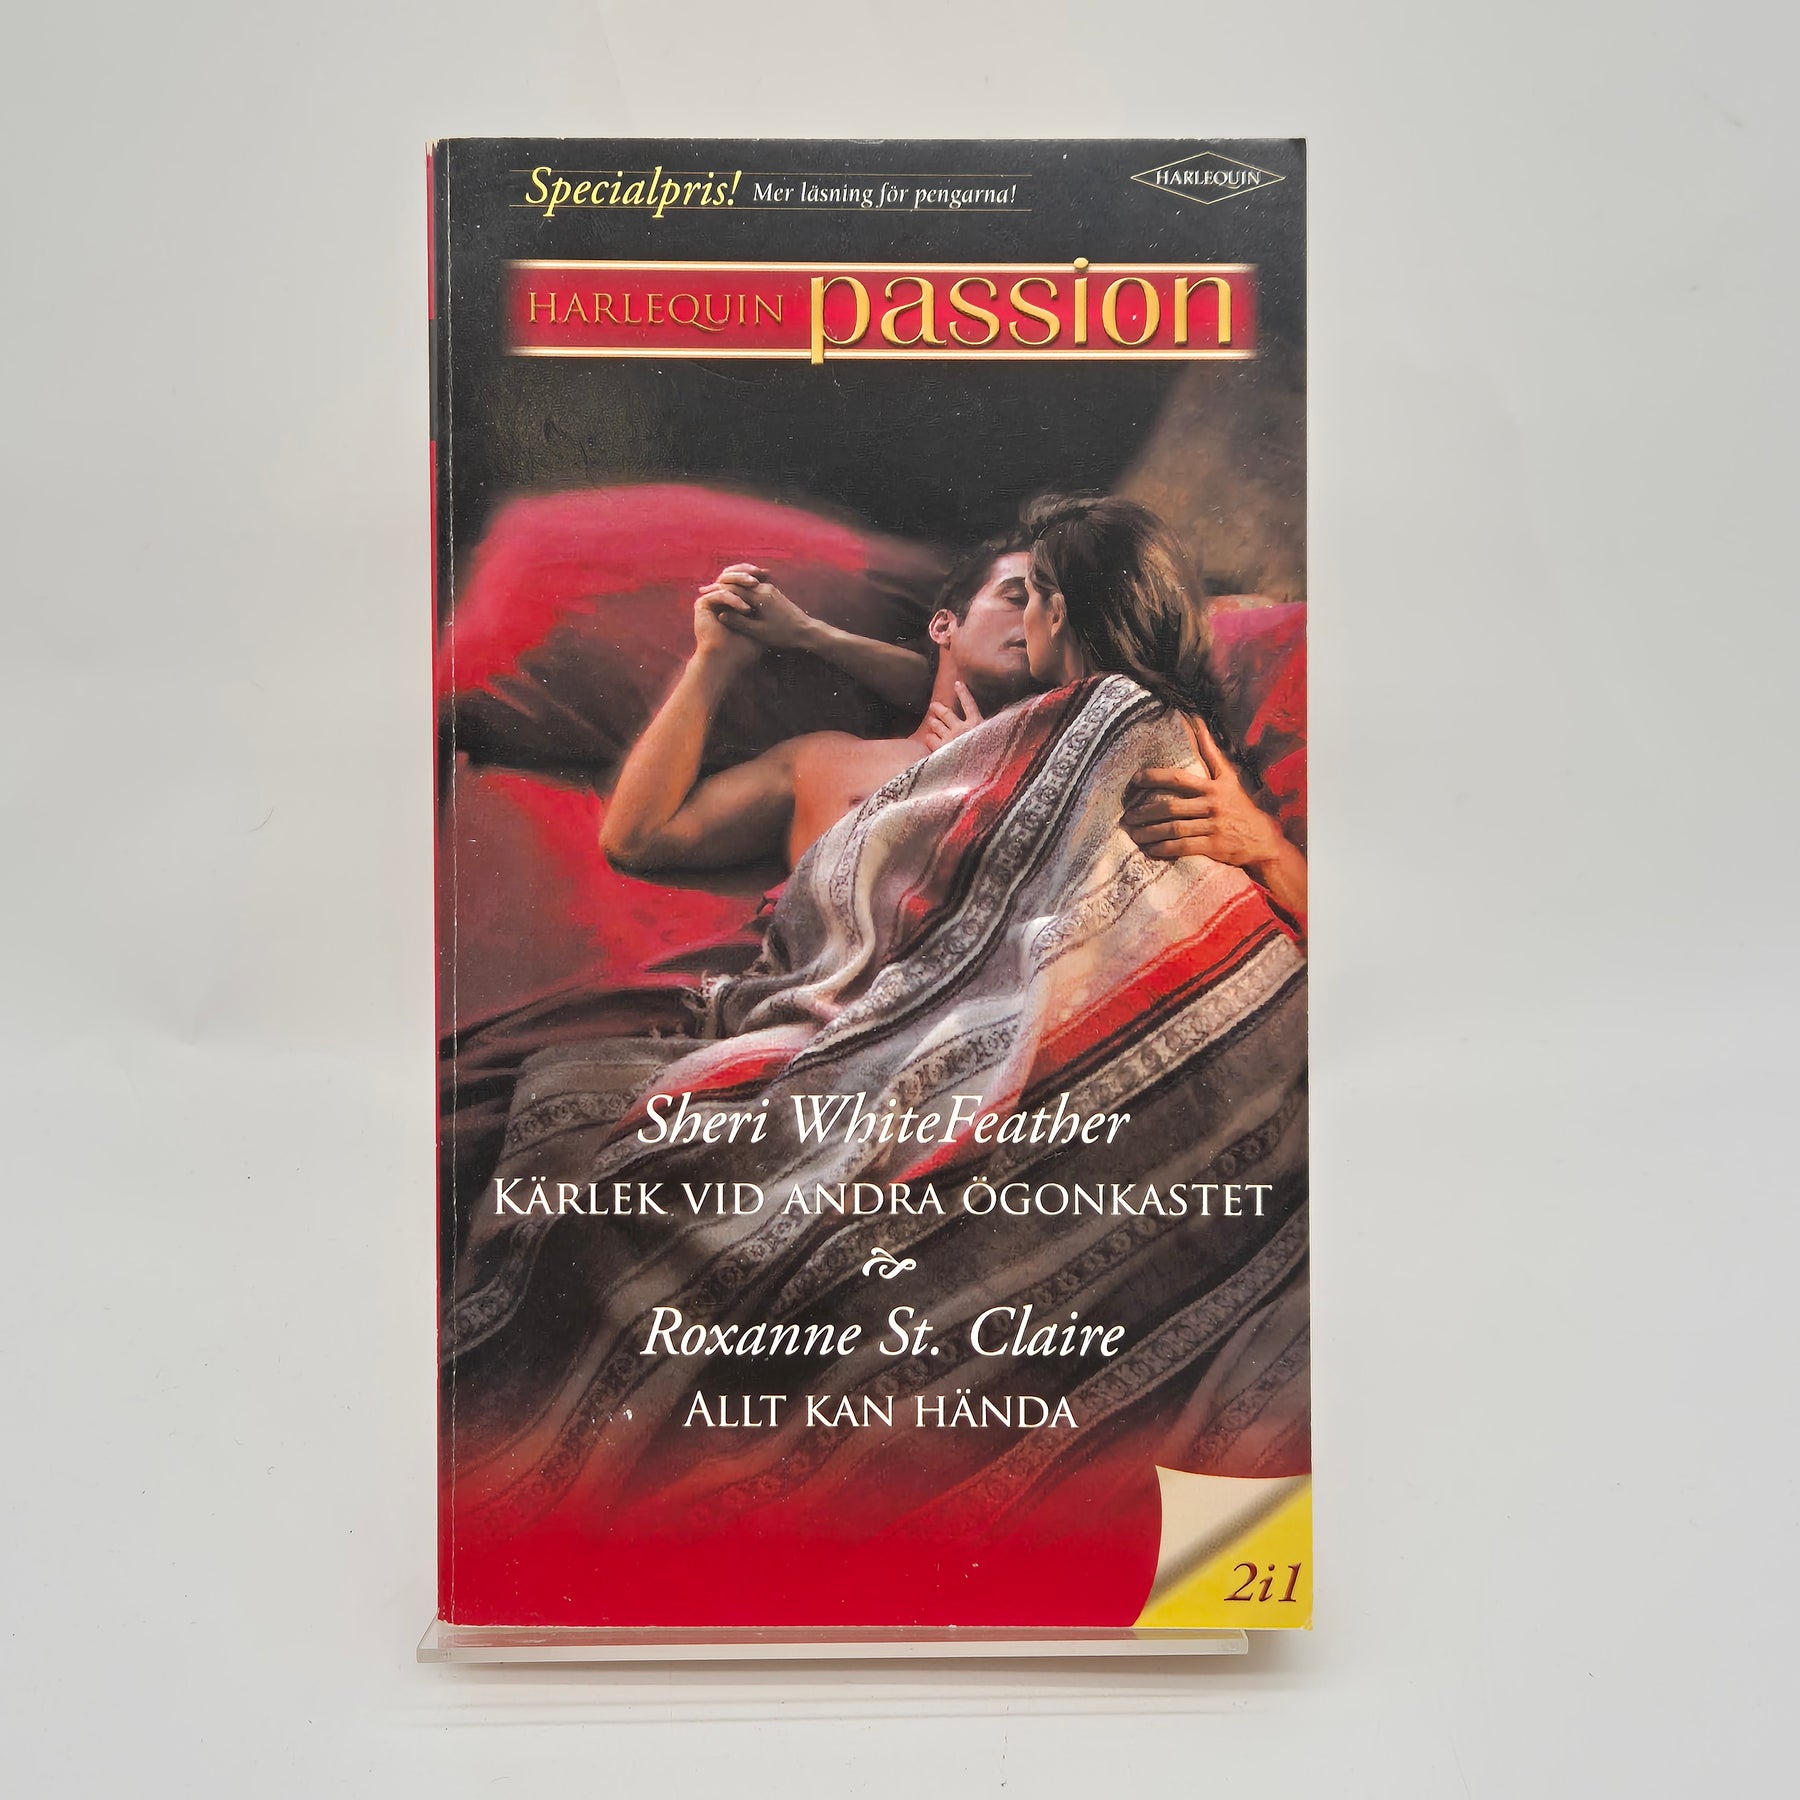 Specialpris! Mer läsning för pengarna!
HARLEQUIN
HARLEQUIN passion
Sheri WhiteFeather
KÄRLEK VID ANDRA ÖGONKASTET
Roxanne St. Claire
ALLT KAN HÄNDA
2i1